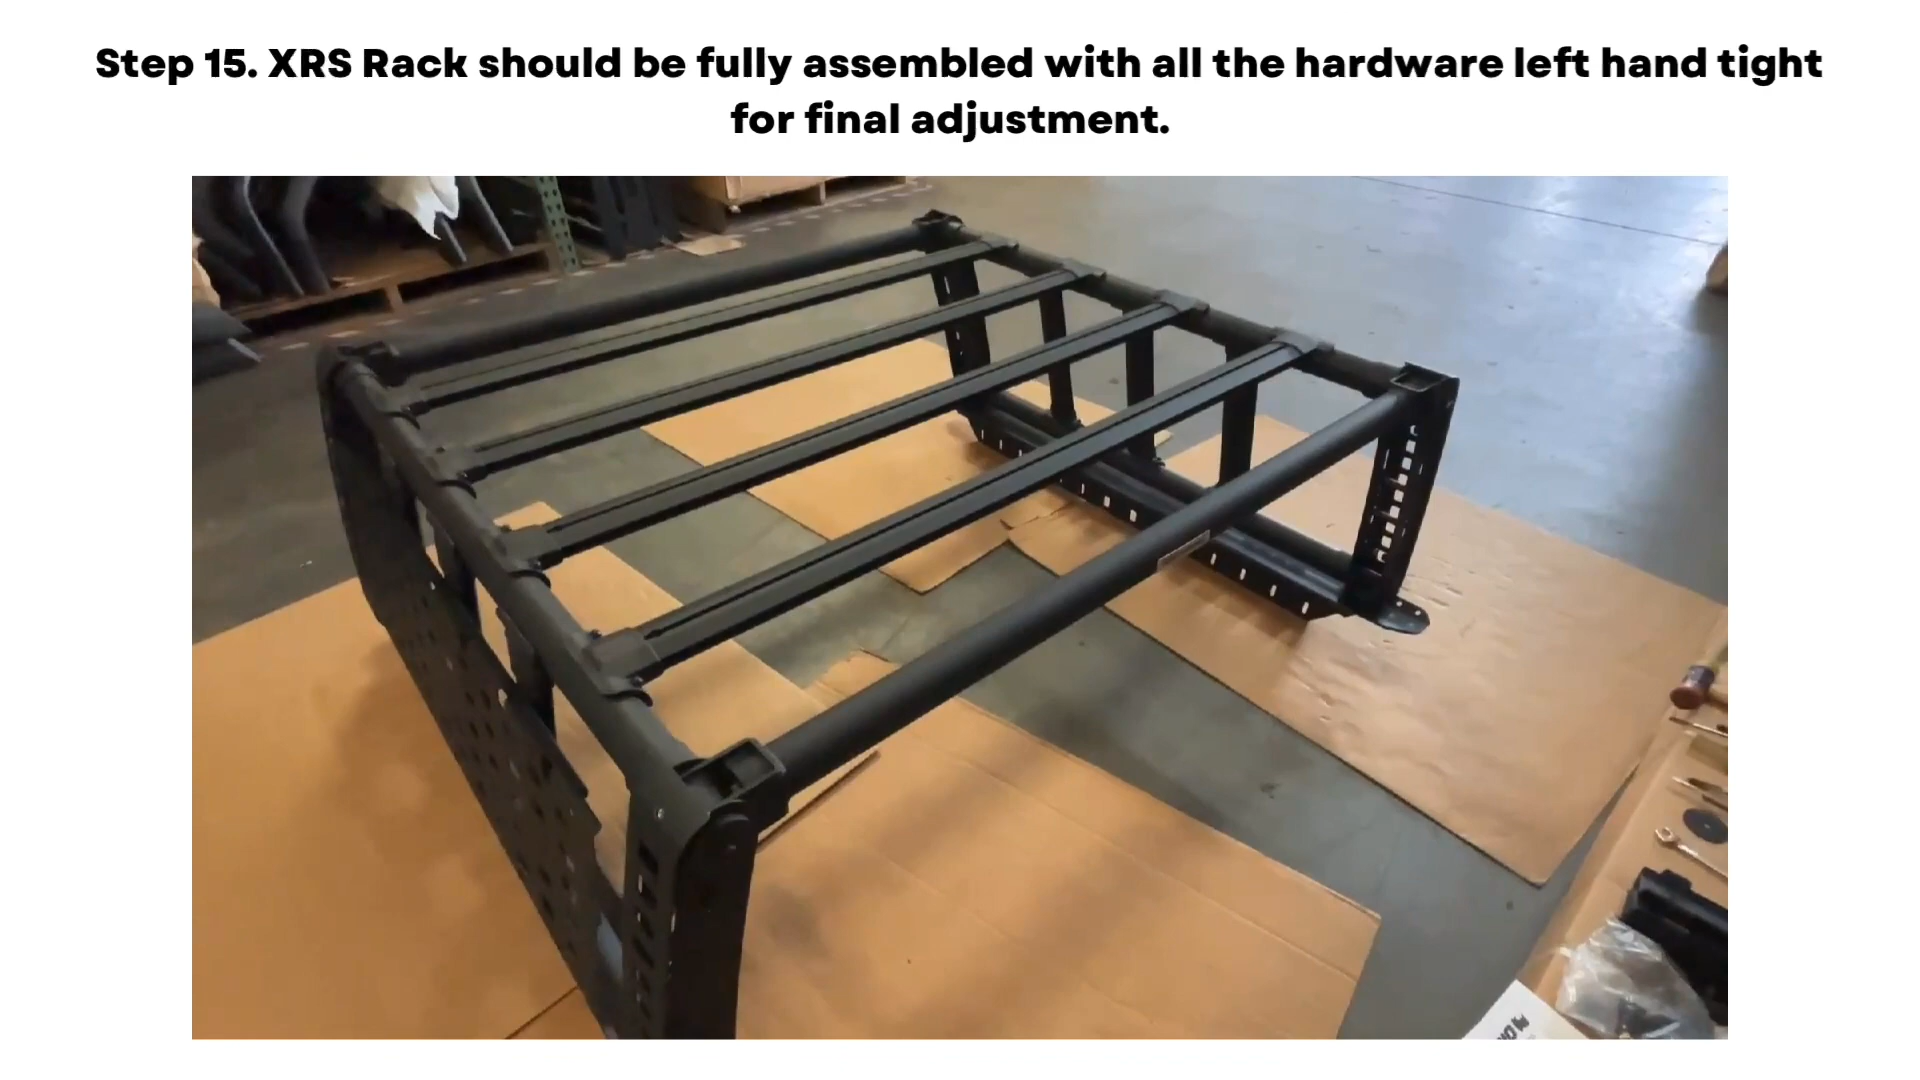 Step 15. XRS Rack should be fully assembled with all the hardware left hand tight
for final adjustment.